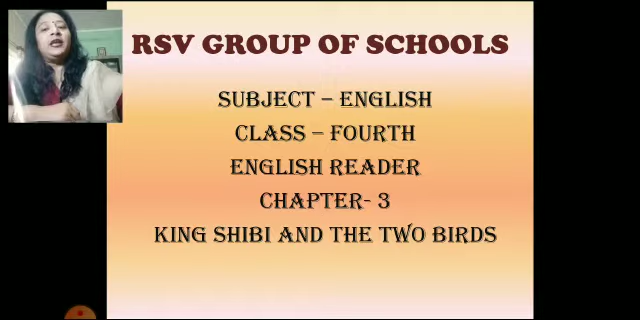 RSV GROUP OF SCHOOLS
SUBJECT – ENGLISH
CLASS – FOURTH
ENGLISH READER
CHAPTER- 3
KING SHIBI AND THE TWO BIRDS